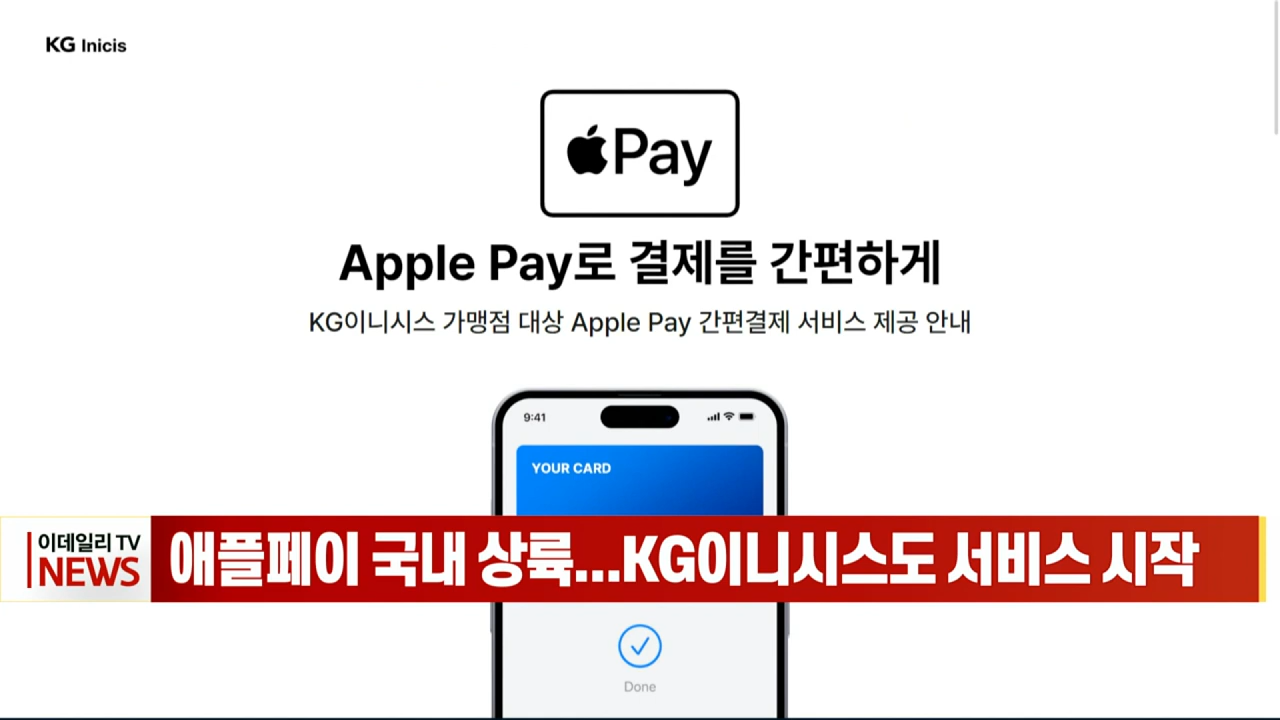 KG Inicis
Pay
Apple Pay로 결제를 간편하게
KG이니시스 가맹점 대상 Apple Pay 간편결제 서비스 제공 안내
9:41
YOUR CARD
이데일리 TV
NEWS
애플페이 국내 상륙...KG이니시스도 서비스 시작
Done